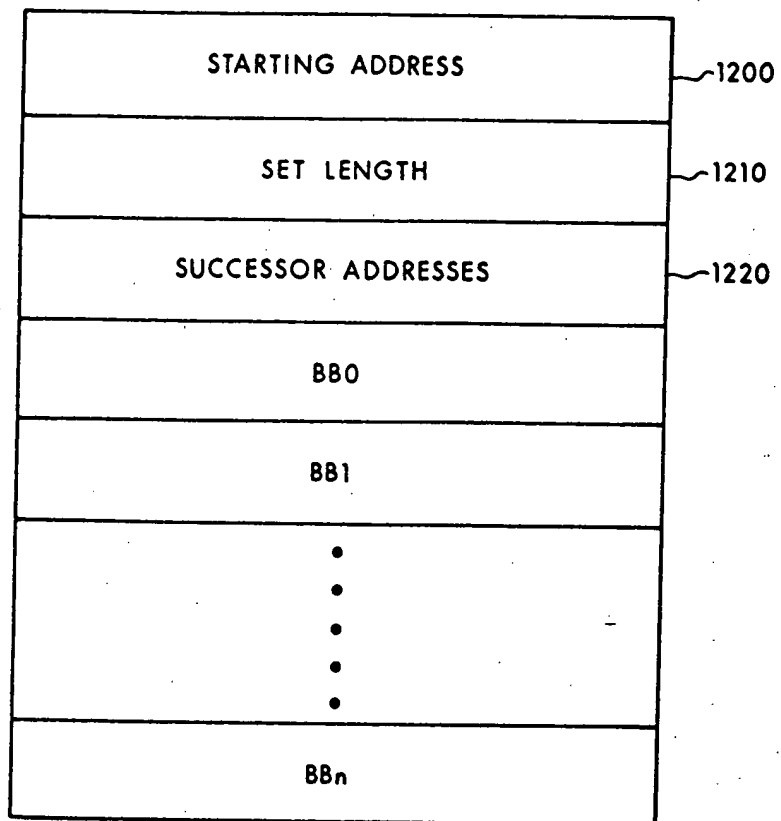 STARTING ADDRESS 1200
SET LENGTH 1210
SUCCESSOR ADDRESSES 1220
BB0
BB1
BBn